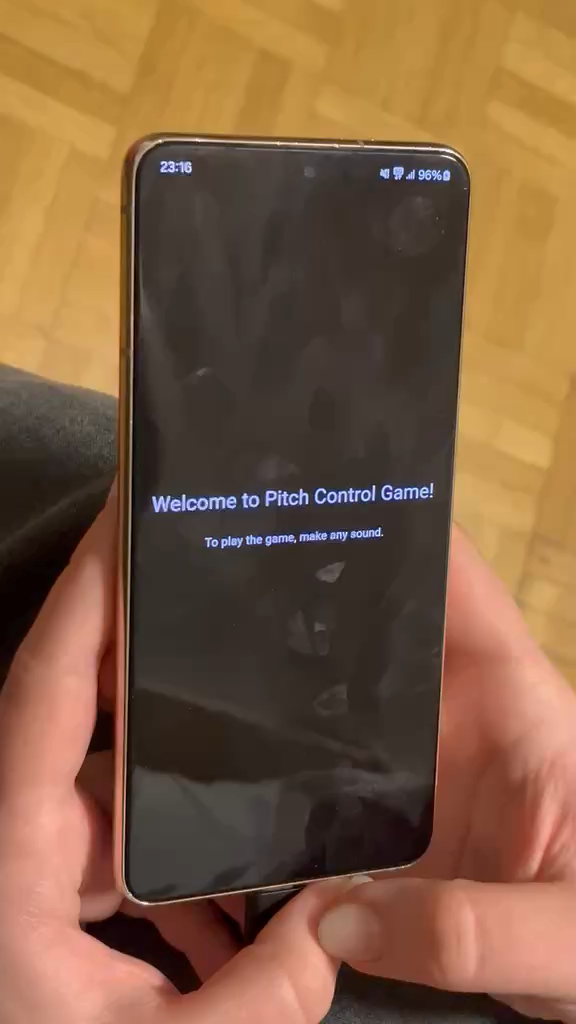 23:16
96%
Welcome to Pitch Control Game!
To play the game, make any sound.